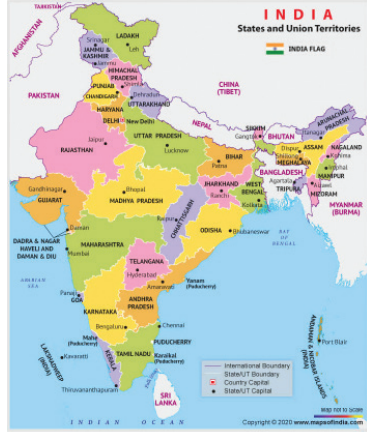 INDIA
States and Union Territories
INDIA FLAG
TAJIKISTAN
AFGHANISTAN
LADAKH
Srinagar
Leh
JAMMU &
KASHMIR
Jammu
HIMACHAL
PRADESH
Shimla
PUNJAB
CHANDIGARH
Dehradun
UTTARAKHAND
HARYANA
DELHI
New Delhi
PAKISTAN
CHINA
(TIBET)
NEPAL
ARUNACHAL
PRADESH
Itanagar
SIKKIM
Gangtok
BHUTAN
Jaipur
RAJASTHAN
UTTAR PRADESH
Lucknow
BIHAR
Patna
Dispur
ASSAM
NAGALAND
Kohima
Shillong
MEGHALAYA
Imphal
MANIPUR
BANGLADESH
Agartala
TRIPURA
Aizawl
MIZORAM
MYANMAR
(BURMA)
Gandhinagar
GUJARAT
Bhopal
MADHYA PRADESH
JHARKHAND
Ranchi
WEST
BENGAL
Kolkata
Raipur
CHHATTISGARH
ODISHA
Bhubaneswar
Daman
DADRA & NAGAR
HAVELI AND
DAMAN & DIU
Mumbai
MAHARASHTRA
BAY
OF
BENGAL
ARABIAN
SEA
TELANGANA
Hyderabad
Amaravati
Yanam
(Puducherry)
Panaji
GOA
ANDHRA
PRADESH
KARNATAKA
Bengaluru
Chennai
Mahe
(Puducherry)
PUDUCHERRY
Karaikal
(Puducherry)
TAMIL NADU
KERALA
LAKSHADWEEP
(INDIA)
Kavaratti
Thiruvananthapuram
SRI
LANKA
ANDAMAN & NICOBAR ISLANDS
(INDIA)
Port Blair
International Boundary
State/UT Boundary
Country Capital
State/UT Capital
INDIAN OCEAN
Map not to Scale
Copyright © 2020 www.mapsofindia.com